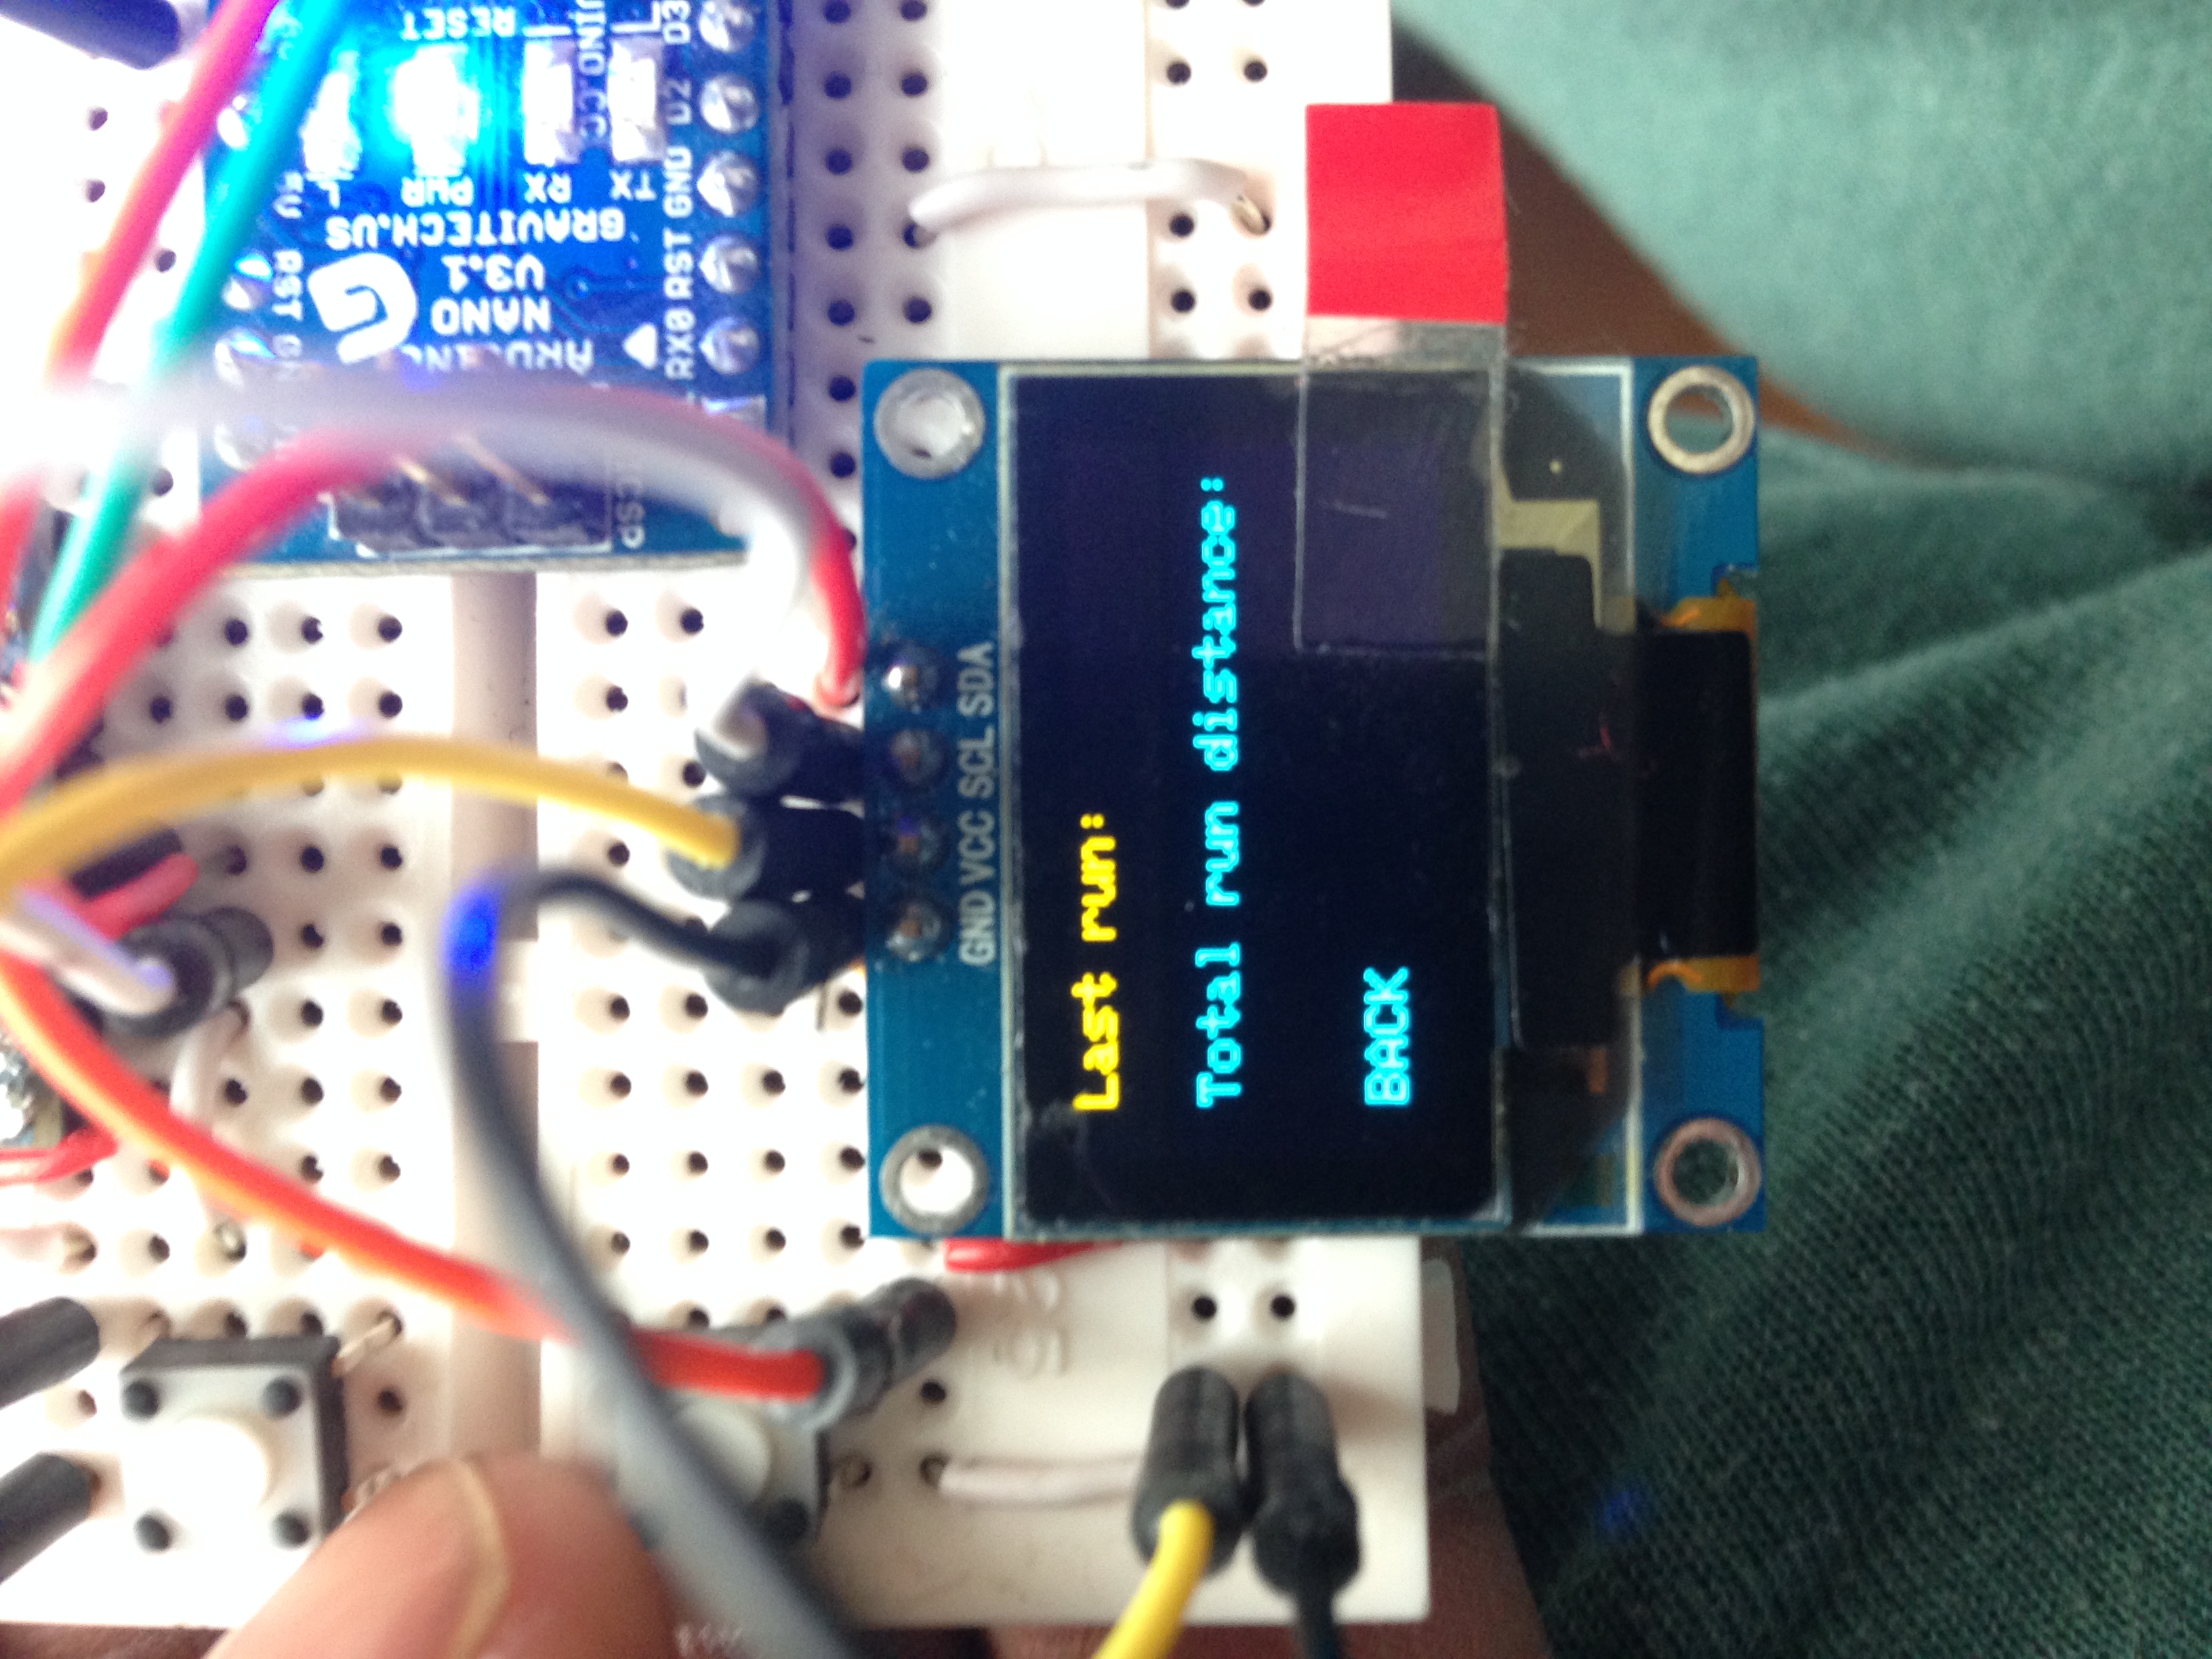 RST
5V
L
NANO
V3.1
GRAVITECH.US
PWR
RX
TX
RESET
RX0 RST GND D2 D3
GND VCC SCL SDA
Last run:
Total run distance:
BACK